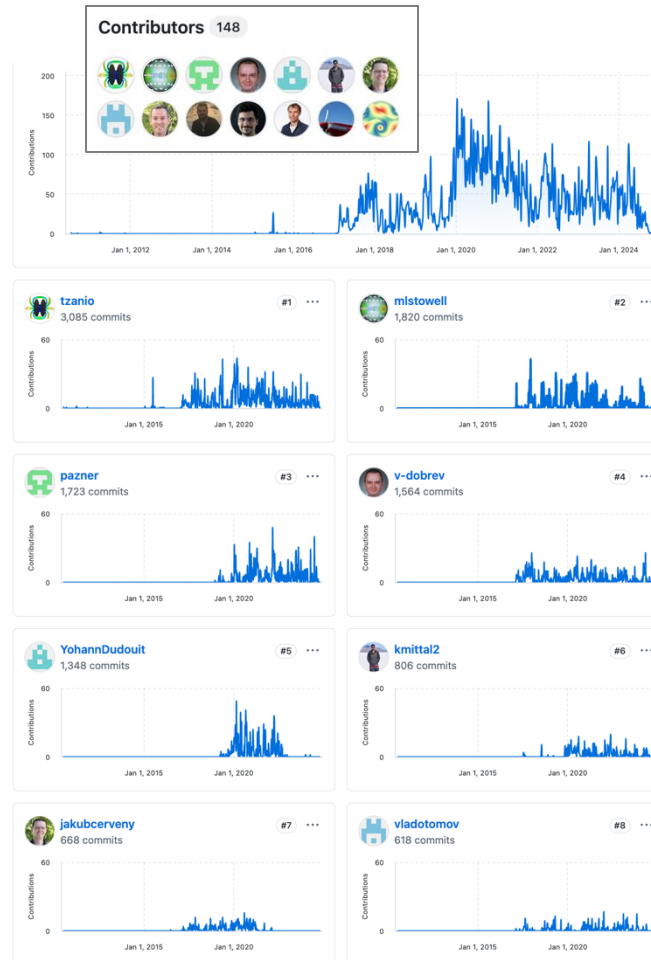 Contributors 148
200
150
100
50
0
Contributions
Jan 1, 2012 Jan 1, 2014 Jan 1, 2016 Jan 1, 2018 Jan 1, 2020 Jan 1, 2022 Jan 1, 2024
tzanio #1 ···
3,085 commits
60
Contributions
0
Jan 1, 2015 Jan 1, 2020
mlstowell #2 ···
1,820 commits
60
Contributions
0
Jan 1, 2015 Jan 1, 2020
pazner #3 ···
1,723 commits
60
Contributions
0
Jan 1, 2015 Jan 1, 2020
v-dobrev #4 ···
1,564 commits
60
Contributions
0
Jan 1, 2015 Jan 1, 2020
YohannDudouit #5 ···
1,348 commits
60
Contributions
0
Jan 1, 2015 Jan 1, 2020
kmittal2 #6 ···
806 commits
60
Contributions
0
Jan 1, 2015 Jan 1, 2020
jakubcerveny #7 ···
668 commits
60
Contributions
0
Jan 1, 2015 Jan 1, 2020
vladotomov #8 ···
618 commits
60
Contributions
0
Jan 1, 2015 Jan 1, 2020